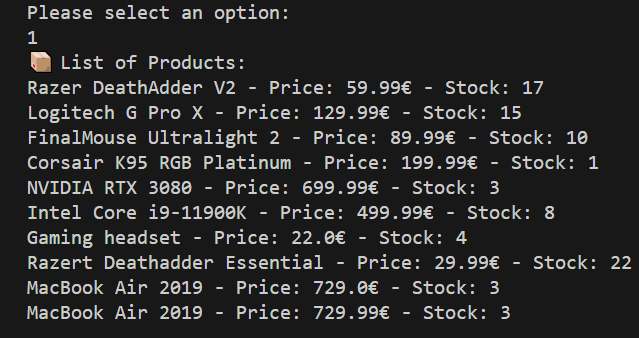 Please select an option:
1
📦 List of Products:
Razer DeathAdder V2 - Price: 59.99€ - Stock: 17
Logitech G Pro X - Price: 129.99€ - Stock: 15
FinalMouse Ultralight 2 - Price: 89.99€ - Stock: 10
Corsair K95 RGB Platinum - Price: 199.99€ - Stock: 1
NVIDIA RTX 3080 - Price: 699.99€ - Stock: 3
Intel Core i9-11900K - Price: 499.99€ - Stock: 8
Gaming headset - Price: 22.0€ - Stock: 4
Razert Deathadder Essential - Price: 29.99€ - Stock: 22
MacBook Air 2019 - Price: 729.0€ - Stock: 3
MacBook Air 2019 - Price: 729.99€ - Stock: 3